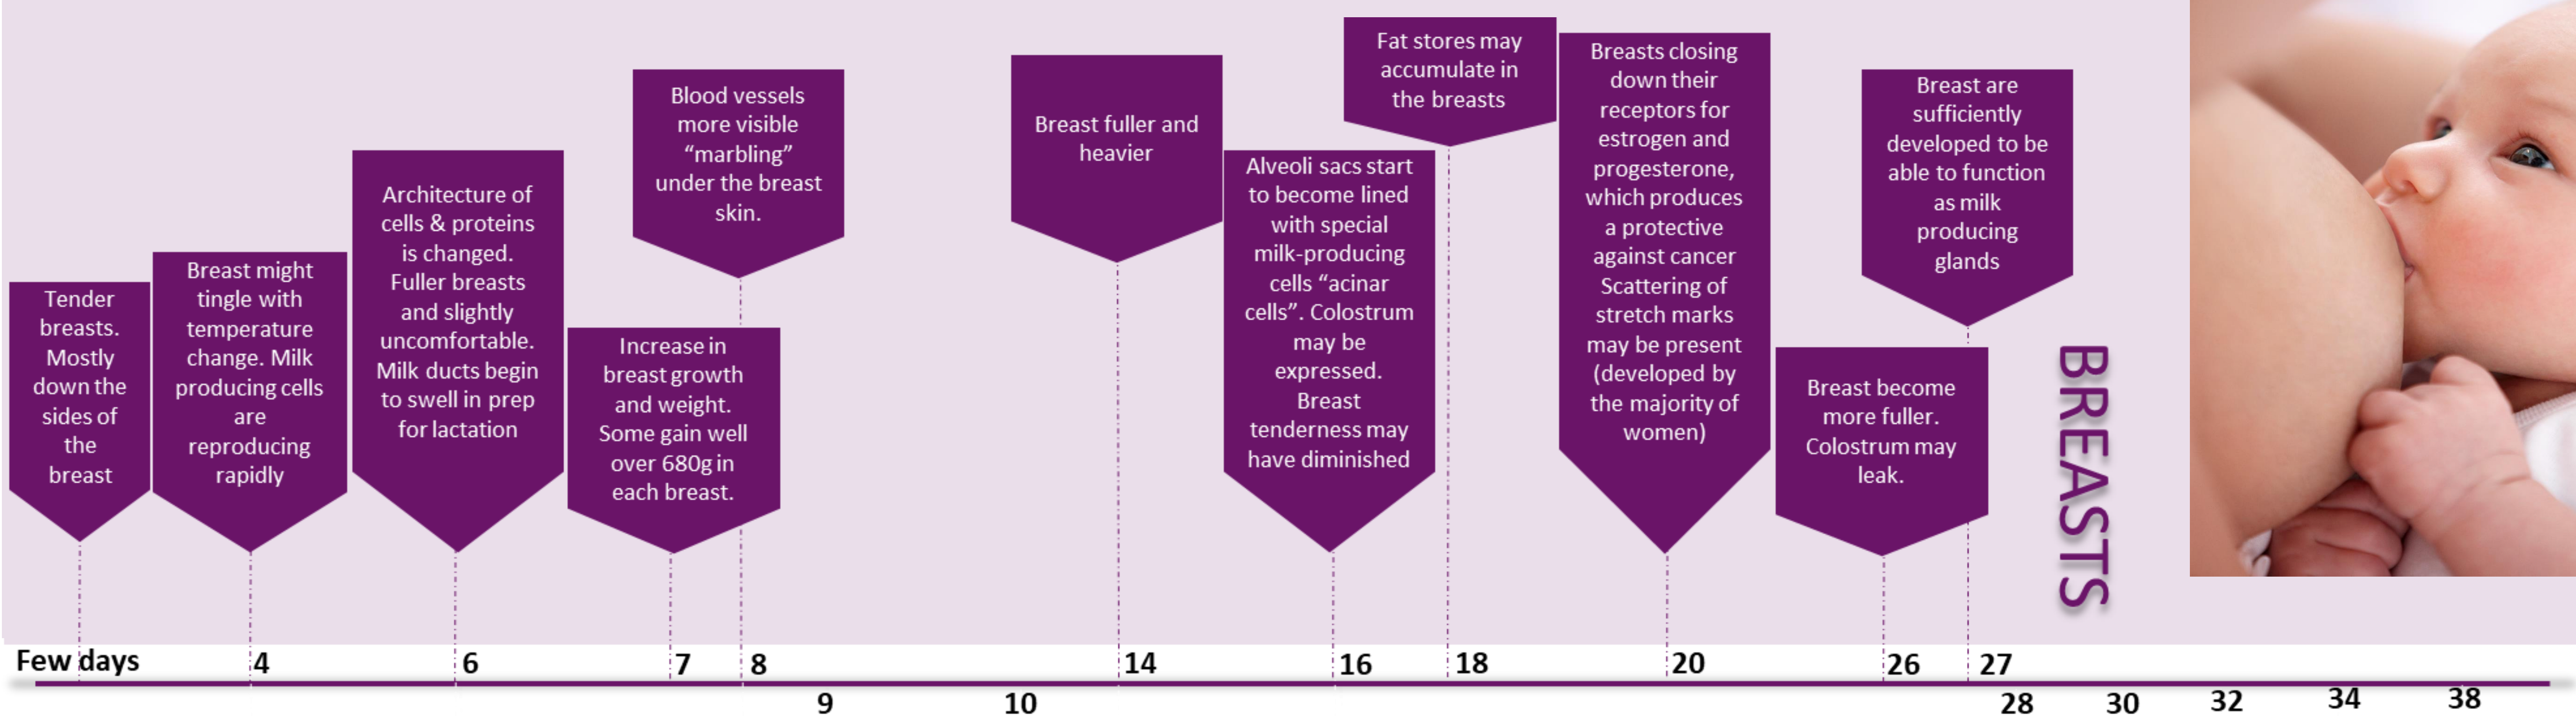 Tender
breasts.
Mostly
down the
sides of
the
breast
Breast might
tingle with
temperature
change. Milk
producing cells
are
reproducing
rapidly
Architecture of
cells & proteins
is changed.
Fuller breasts
and slightly
uncomfortable.
Milk ducts begin
to swell in prep
for lactation
Increase in
breast growth
and weight.
Some gain well
over 680g in
each breast.
Blood vessels
more visible
“marbling”
under the breast
skin.
Breast fuller and
heavier
Alveoli sacs start
to become lined
with special
milk-producing
cells “acinar
cells”. Colostrum
may be
expressed.
Breast
tenderness may
have diminished
Fat stores may
accumulate in
the breasts
Breasts closing
down their
receptors for
estrogen and
progesterone,
which produces
a protective
against cancer
Scattering of
stretch marks
may be present
(developed by
the majority of
women)
Breast become
more fuller.
Colostrum may
leak.
Breast are
sufficiently
developed to be
able to function
as milk
producing
glands
BREASTS
Few days 4 6 7 8 14 16 18 20 26 27
9 10 28 30 32 34 38